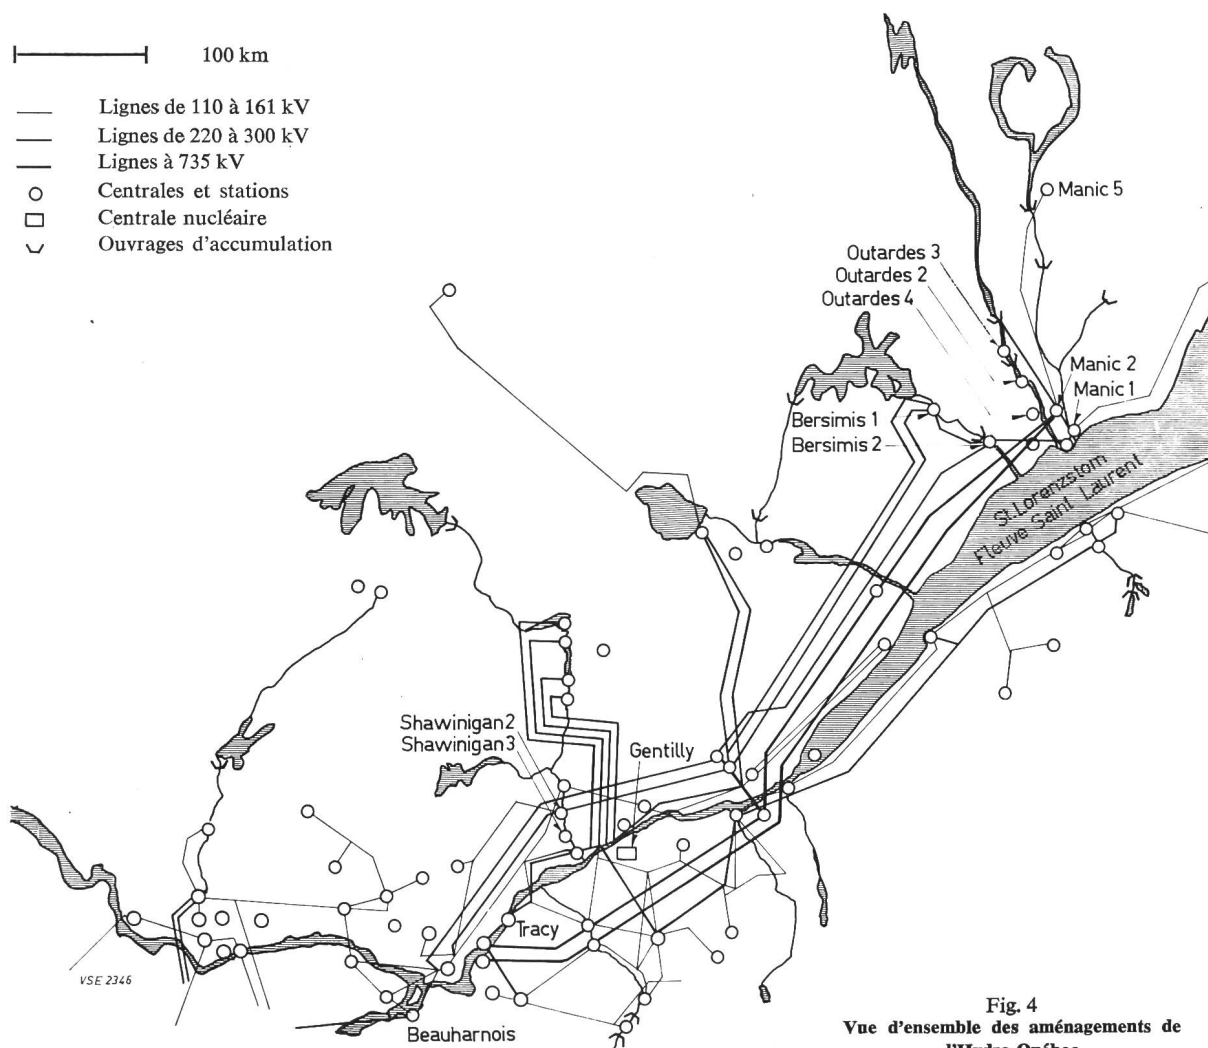 100 km
Lignes de 110 à 161 kV
Lignes de 220 à 300 kV
Lignes à 735 kV
Centrales et stations
Centrale nucléaire
Ouvrages d'accumulation
Manic 5
Outardes 3
Outardes 2
Outardes 4
Manic 2
Manic 1
Bersimis 1
Bersimis 2
St. Lorenzstom
Fleuve Saint Laurent
Shawinigan 2
Shawinigan 3
Gentilly
Tracy
VSE 2346
Beauharnois
Fig. 4
Vue d'ensemble des aménagements de
l'Hydro-Québec